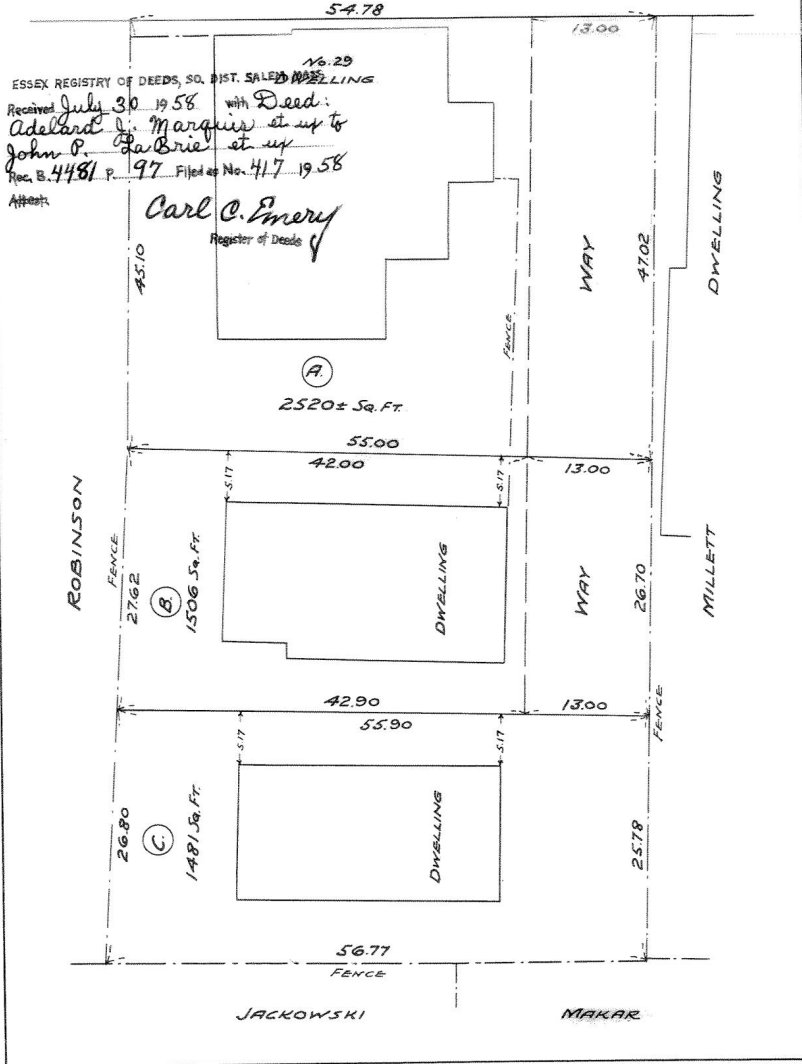 54.78
13.00
No. 29
DWELLING
ESSEX REGISTRY OF DEEDS, SO. DIST. SALEM MASS
Received July 30 1958 with Deed:
Adelard J. Marquis et ux to
John P. LaBrie et ux
Rec. B. 4481 P. 97 Filed as No. 417 1958
Attest:
Carl C. Emery
Register of Deeds
45.10
WAY
47.02
DWELLING
FENCE
A.
2520± Sq. Ft.
55.00
42.00
13.00
5.17
5.17
ROBINSON
FENCE
27.62
B.
1506 Sq. Ft.
DWELLING
WAY
26.70
MILLETT
42.90
13.00
55.90
FENCE
5.17
5.17
26.80
C.
1481 Sq. Ft.
DWELLING
25.78
56.77
FENCE
JACKOWSKI
MAKAR